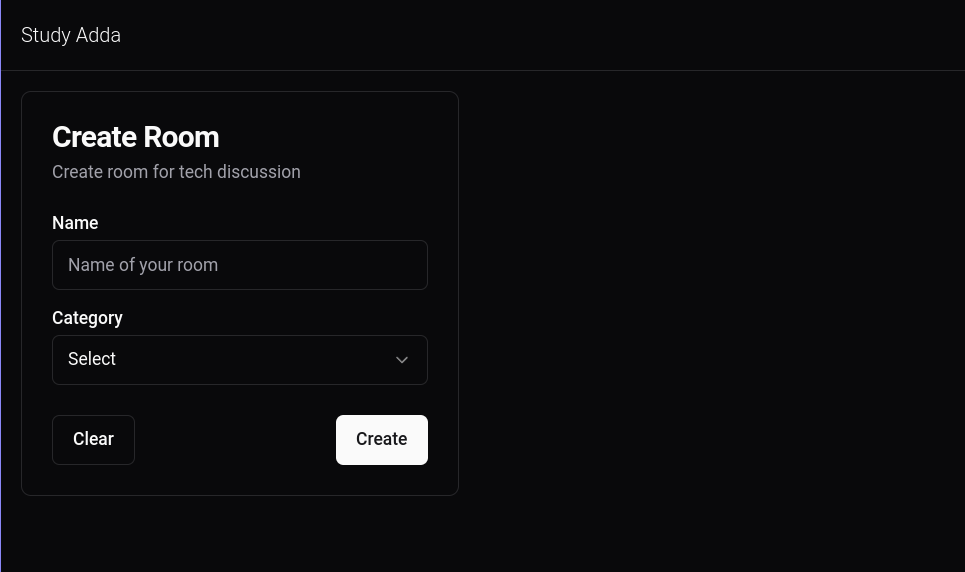 Study Adda
Create Room
Create room for tech discussion
Name
Name of your room
Category
Select
Clear
Create